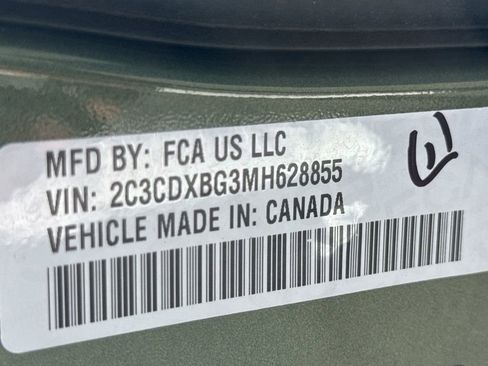 MFD BY: FCA US LLC
VIN: 2C3CDXBG3MH628855
VEHICLE MADE IN: CANADA